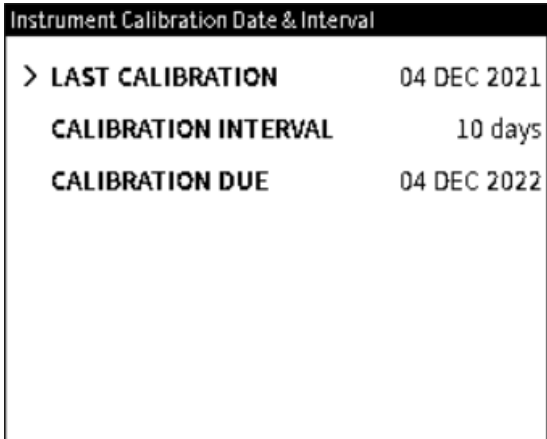 Instrument Calibration Date & Interval
> LAST CALIBRATION 04 DEC 2021
CALIBRATION INTERVAL 10 days
CALIBRATION DUE 04 DEC 2022